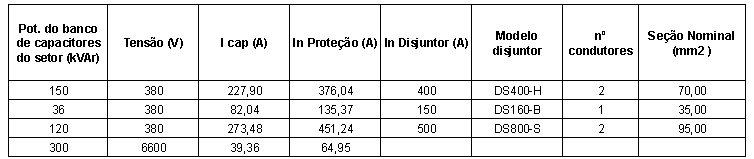 Pot. do banco de capacitores do setor (kVAr) Tensão (V) I cap (A) In Proteção (A) In Disjuntor (A) Modelo disjuntor nº condutores Seção Nominal (mm2 )
150 380 227,90 376,04 400 DS400-H 2 70,00
36 380 82,04 135,37 150 DS160-B 1 35,00
120 380 273,48 451,24 500 DS800-S 2 95,00
300 6600 39,36 64,95